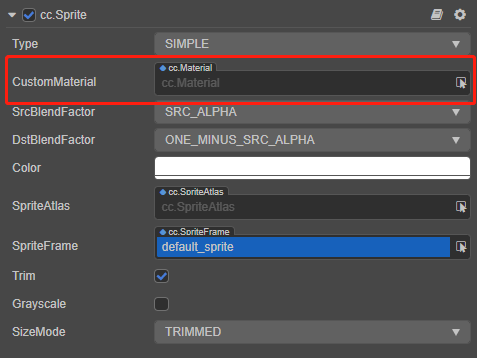 cc.Sprite
Type SIMPLE
cc.Material
CustomMaterial cc.Material
SrcBlendFactor SRC_ALPHA
DstBlendFactor ONE_MINUS_SRC_ALPHA
Color
cc.SpriteAtlas
SpriteAtlas cc.SpriteAtlas
cc.SpriteFrame
SpriteFrame default_sprite
Trim
Grayscale
SizeMode TRIMMED